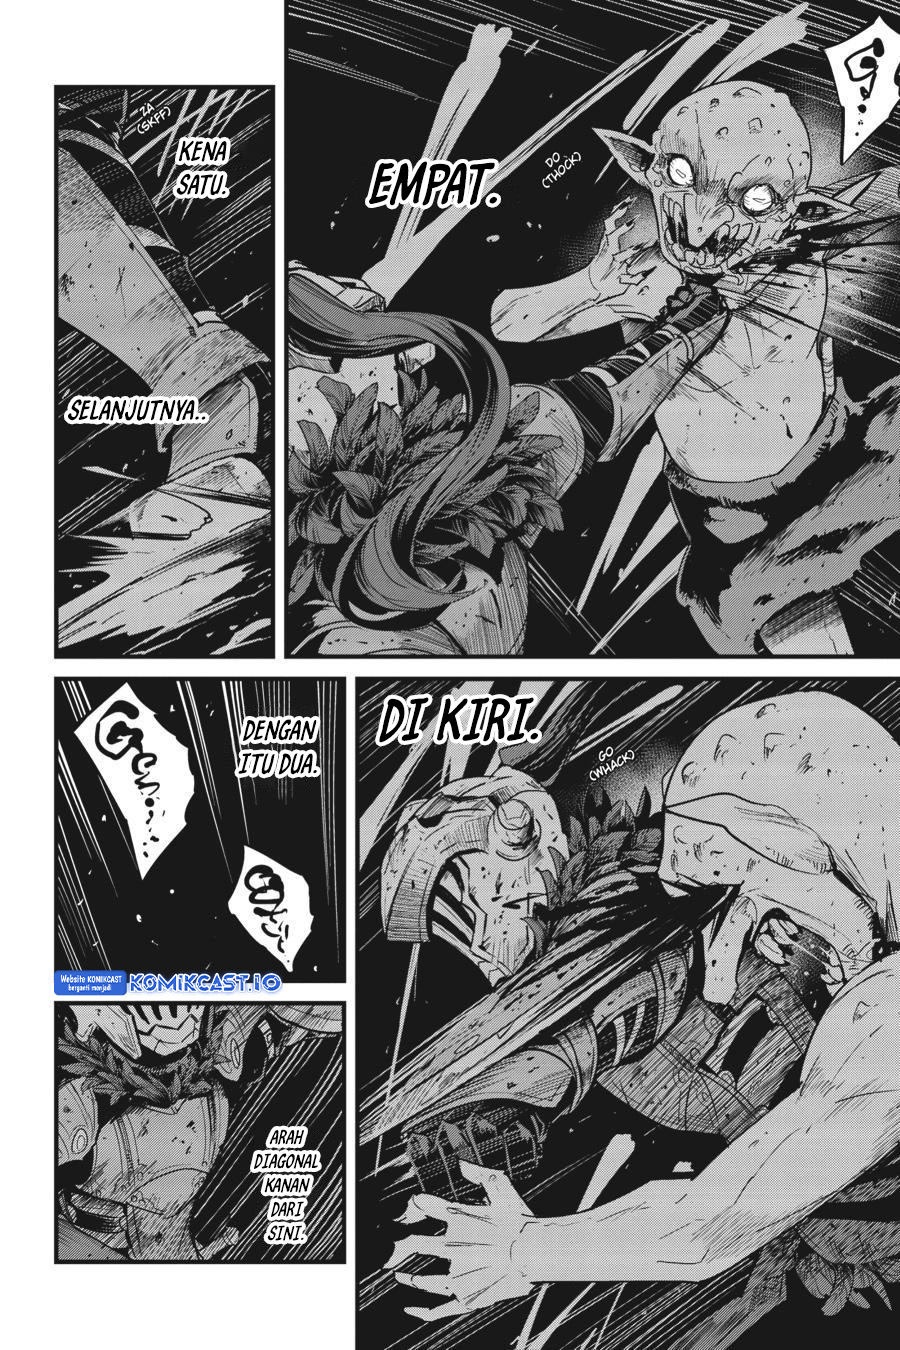 G...
EMPAT.
DO
(THOCK)
ZA
(SKFF)
KENA
SATU.
SELANJUTNYA..
DI KIRI.
GO
(WHACK)
DENGAN
ITU DUA.
Website KOMIKCAST
berganti menjadi
KOMIKCAST.IO
ARAH
DIAGONAL
KANAN
DARI
SINI.